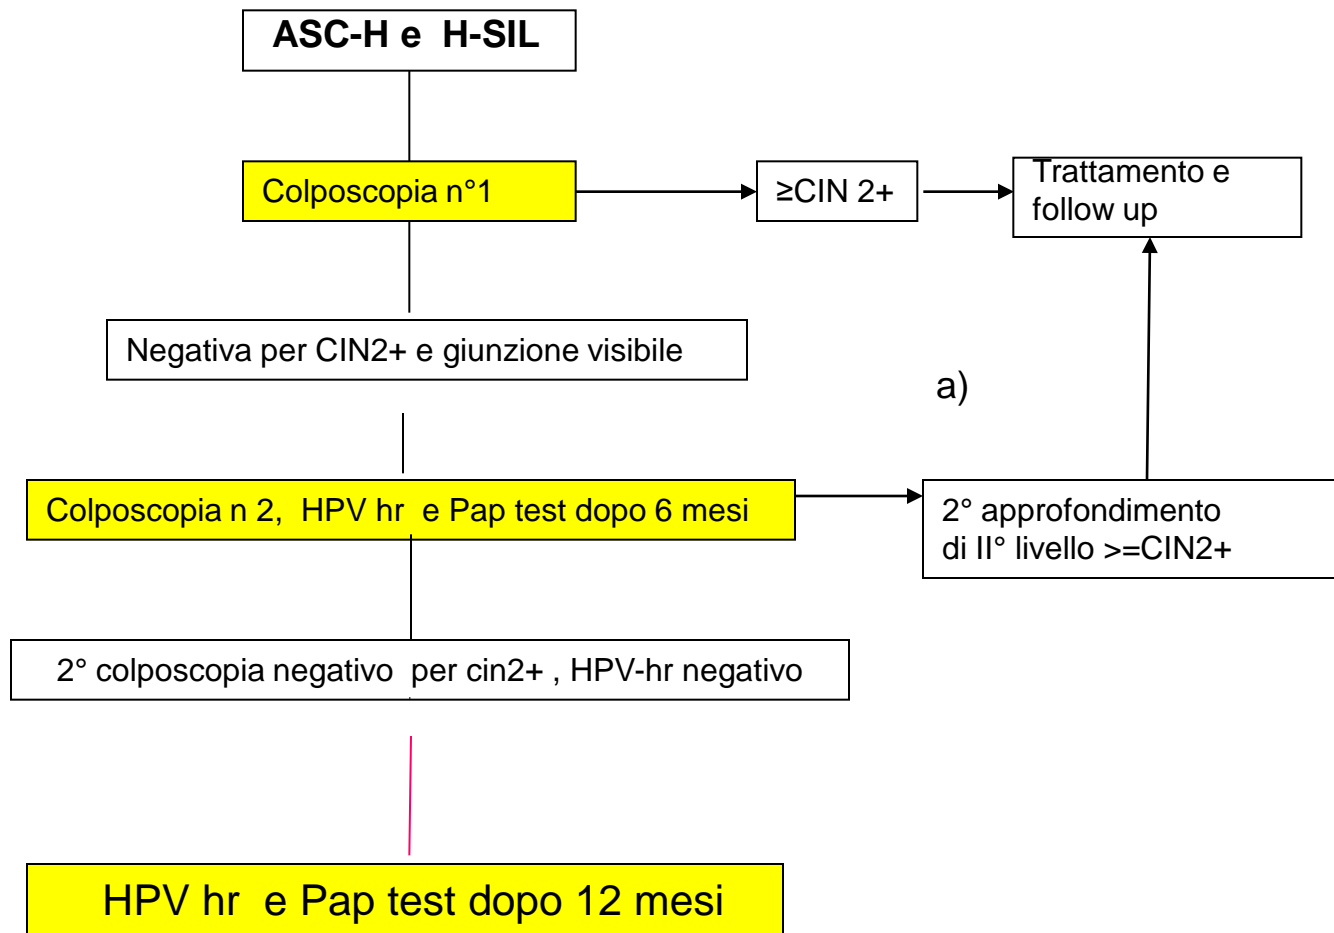 ASC-H e H-SIL
Colposcopia n°1
≥CIN 2+
Trattamento e
follow up
Negativa per CIN2+ e giunzione visibile
a)
Colposcopia n 2, HPV hr e Pap test dopo 6 mesi
2° approfondimento
di II° livello >=CIN2+
2° colposcopia negativo per cin2+ , HPV-hr negativo
HPV hr e Pap test dopo 12 mesi